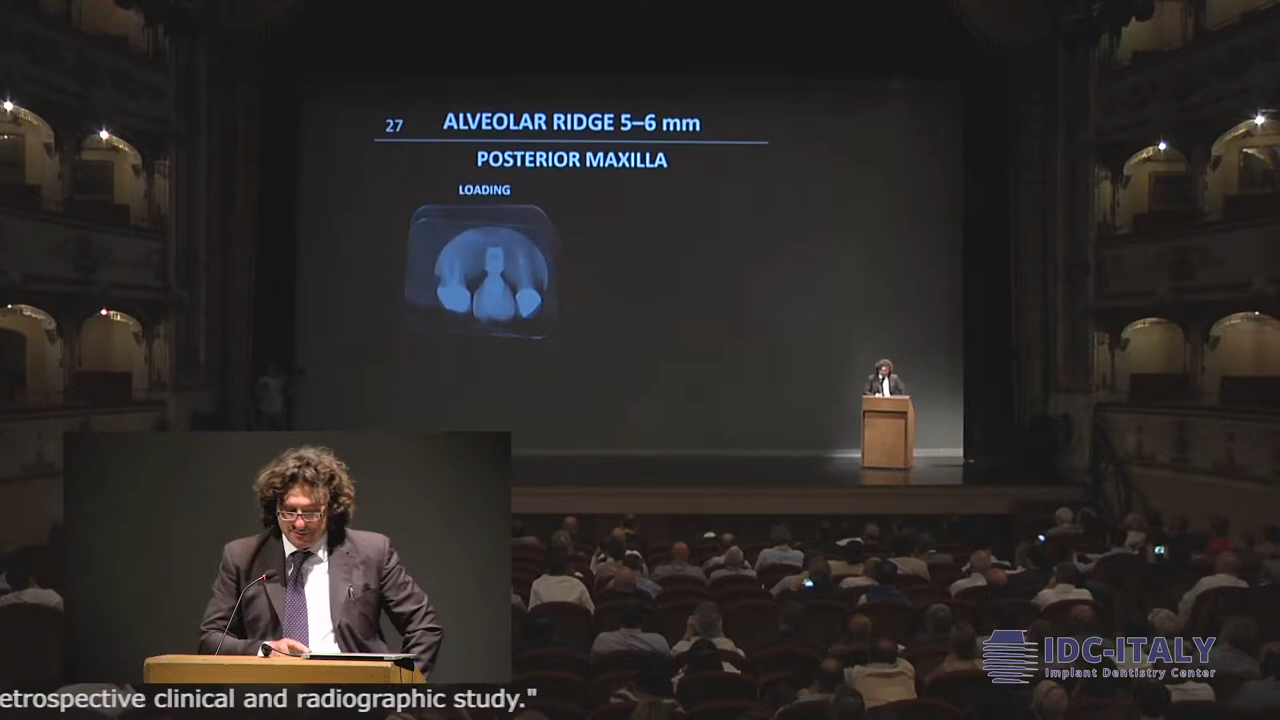 27
ALVEOLAR RIDGE 5–6 mm
POSTERIOR MAXILLA
LOADING
etrospective clinical and radiographic study."
IDC-ITALY
Implant Dentistry Center